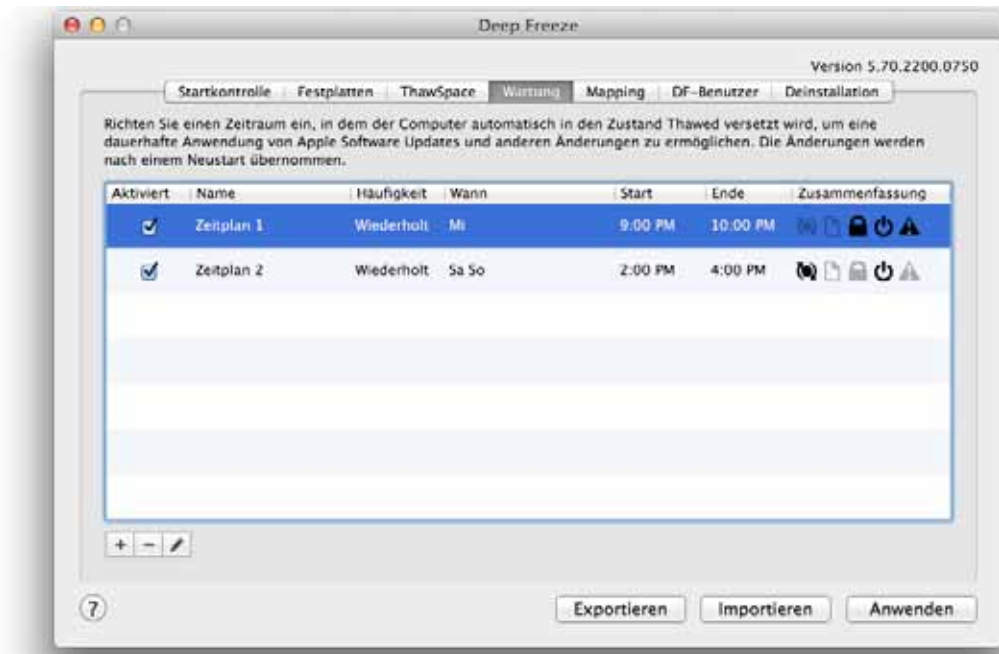 Deep Freeze
Version 5.70.2200.0750
Startkontrolle Festplatten ThawSpace Wartung Mapping DF-Benutzer Deinstallation
Richten Sie einen Zeitraum ein, in dem der Computer automatisch in den Zustand Thawed versetzt wird, um eine
dauerhafte Anwendung von Apple Software Updates und anderen Änderungen zu ermöglichen. Die Änderungen werden
nach einem Neustart übernommen.
Aktiviert Name Häufigkeit Wann Start Ende Zusammenfassung
Zeitplan 1 Wiederholt Mi 9:00 PM 10:00 PM
Zeitplan 2 Wiederholt Sa So 2:00 PM 4:00 PM
+ −
? Exportieren Importieren Anwenden